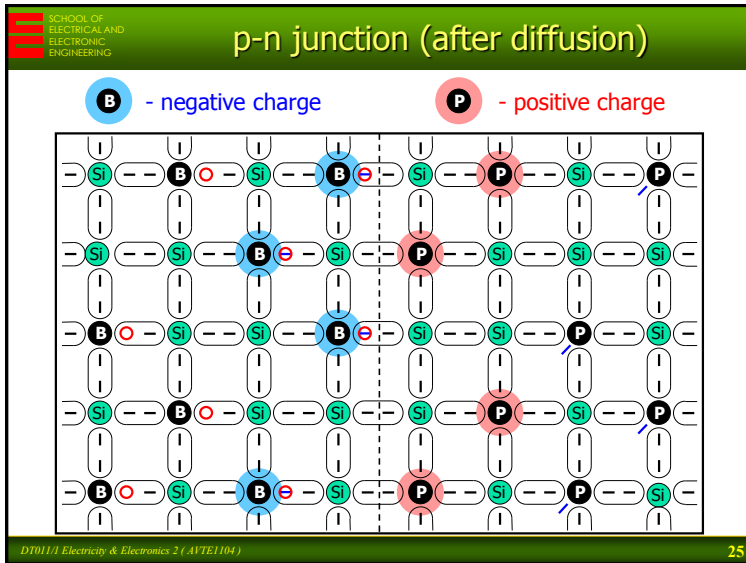 SCHOOL OF
ELECTRICAL AND
ELECTRONIC
ENGINEERING
p-n junction (after diffusion)
B - negative charge P - positive charge
Si B Si B Si P Si P
Si Si B Si P Si Si Si
B Si Si B Si Si P Si
Si B Si Si Si P Si P
B Si B Si P Si P Si
DT011/1 Electricity & Electronics 2 ( AVTE1104 ) 25